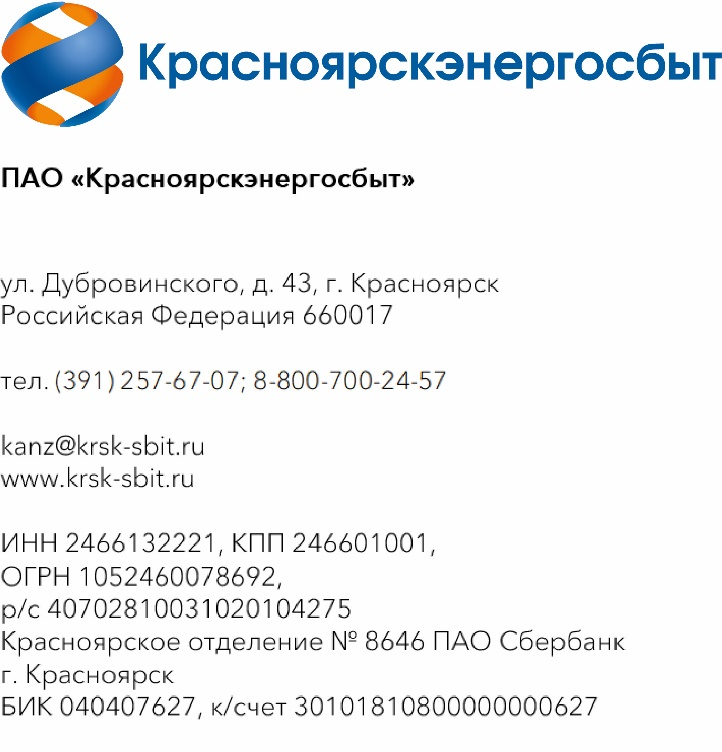 Красноярскэнергосбыт
ПАО «Красноярскэнергосбыт»
ул. Дубровинского, д. 43, г. Красноярск
Российская Федерация 660017
тел. (391) 257-67-07; 8-800-700-24-57
kanz@krsk-sbit.ru
www.krsk-sbit.ru
ИНН 2466132221, КПП 246601001,
ОГРН 1052460078692,
р/с 40702810031020104275
Красноярское отделение № 8646 ПАО Сбербанк
г. Красноярск
БИК 040407627, к/счет 30101810800000000627